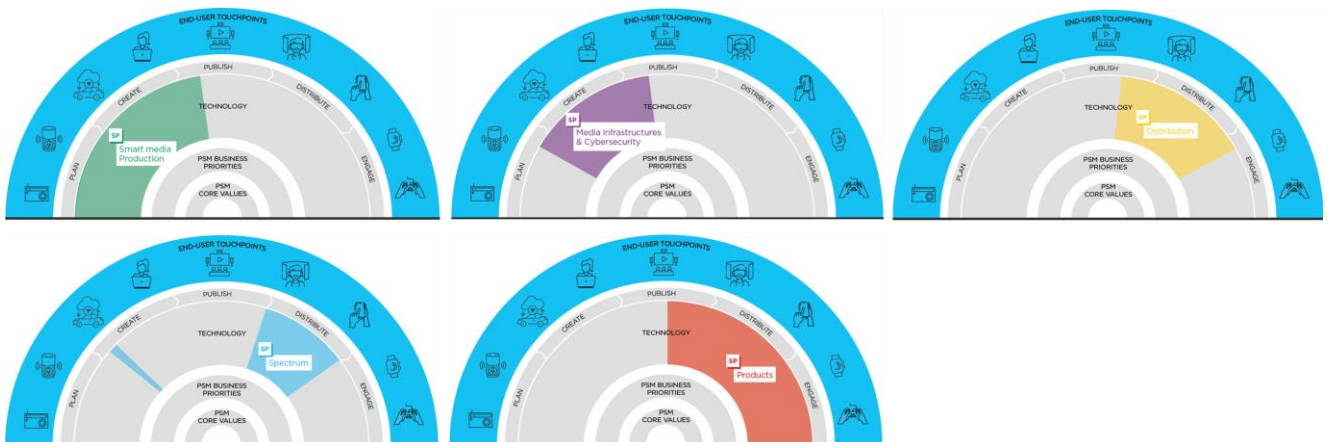 END-USER TOUCHPOINTS
PUBLISH
CREATE
DISTRIBUTE
TECHNOLOGY
SP
Smart media
Production
PLAN
ENGAGE
PSM BUSINESS
PRIORITIES
PSM
CORE VALUES
END-USER TOUCHPOINTS
PUBLISH
CREATE
DISTRIBUTE
TECHNOLOGY
SP
Media Infrastructures
& Cybersecurity
PLAN
ENGAGE
PSM BUSINESS
PRIORITIES
PSM
CORE VALUES
END-USER TOUCHPOINTS
PUBLISH
CREATE
DISTRIBUTE
TECHNOLOGY
SP
Distribution
PLAN
ENGAGE
PSM BUSINESS
PRIORITIES
PSM
CORE VALUES
END-USER TOUCHPOINTS
PUBLISH
CREATE
DISTRIBUTE
TECHNOLOGY
SP
Spectrum
PLAN
ENGAGE
PSM BUSINESS
PRIORITIES
PSM
CORE VALUES
END-USER TOUCHPOINTS
PUBLISH
CREATE
DISTRIBUTE
TECHNOLOGY
SP
Products
PLAN
ENGAGE
PSM BUSINESS
PRIORITIES
PSM
CORE VALUES